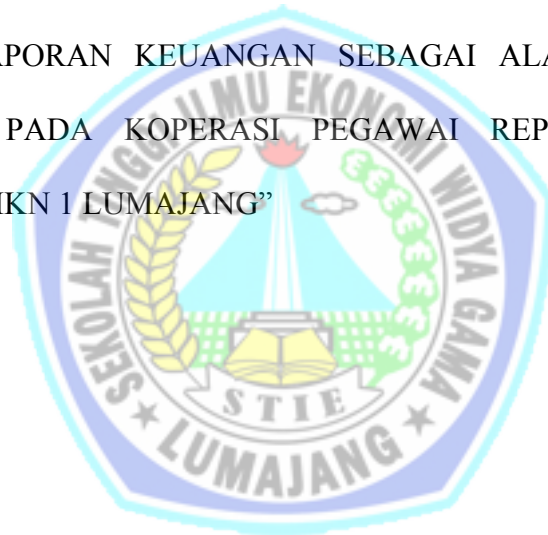 APORAN KEUANGAN SEBAGAI ALA
PADA KOPERASI PEGAWAI REP
IKN 1 LUMAJANG”
SEKOLAH TINGGI ILMU EKONOMI WIDYA GAMA
STIE
LUMAJANG